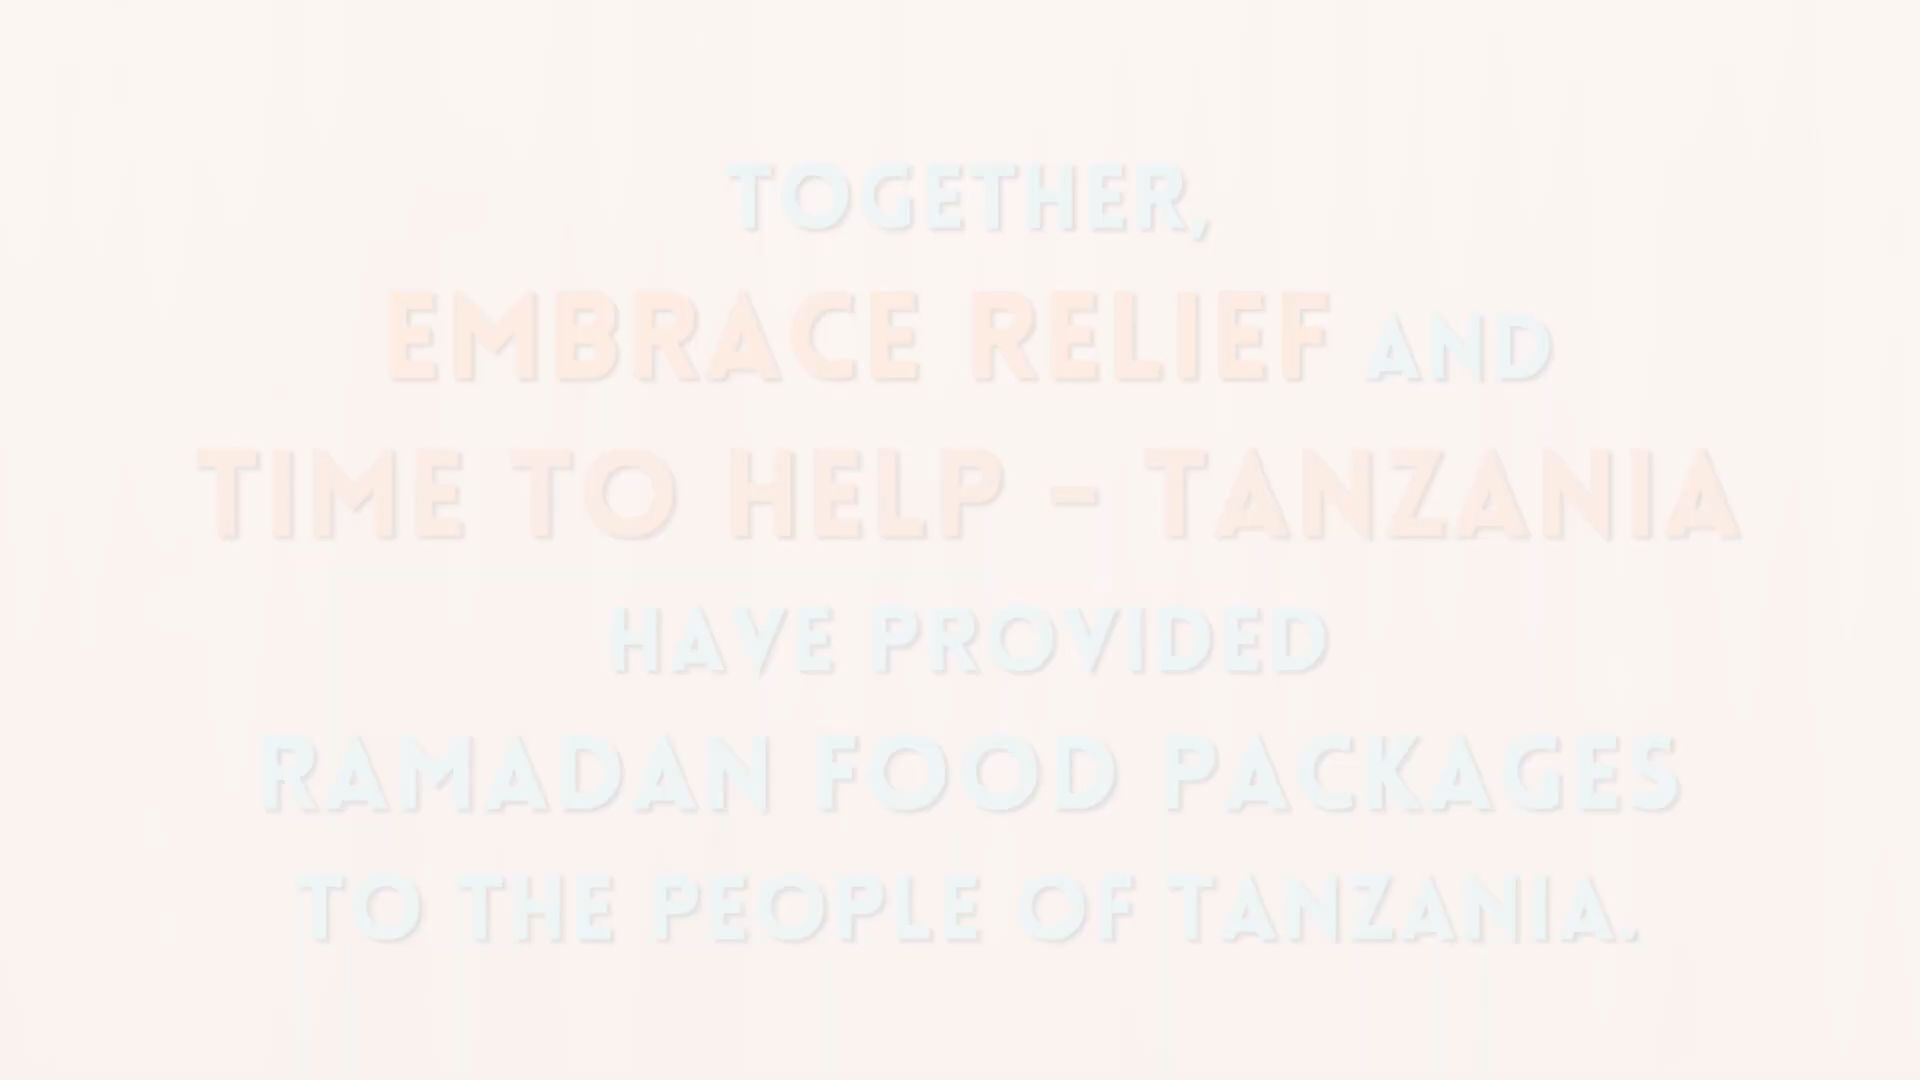 TOGETHER,
EMBRACE RELIEF AND
TIME TO HELP - TANZANIA
HAVE PROVIDED
RAMADAN FOOD PACKAGES
TO THE PEOPLE OF TANZANIA.